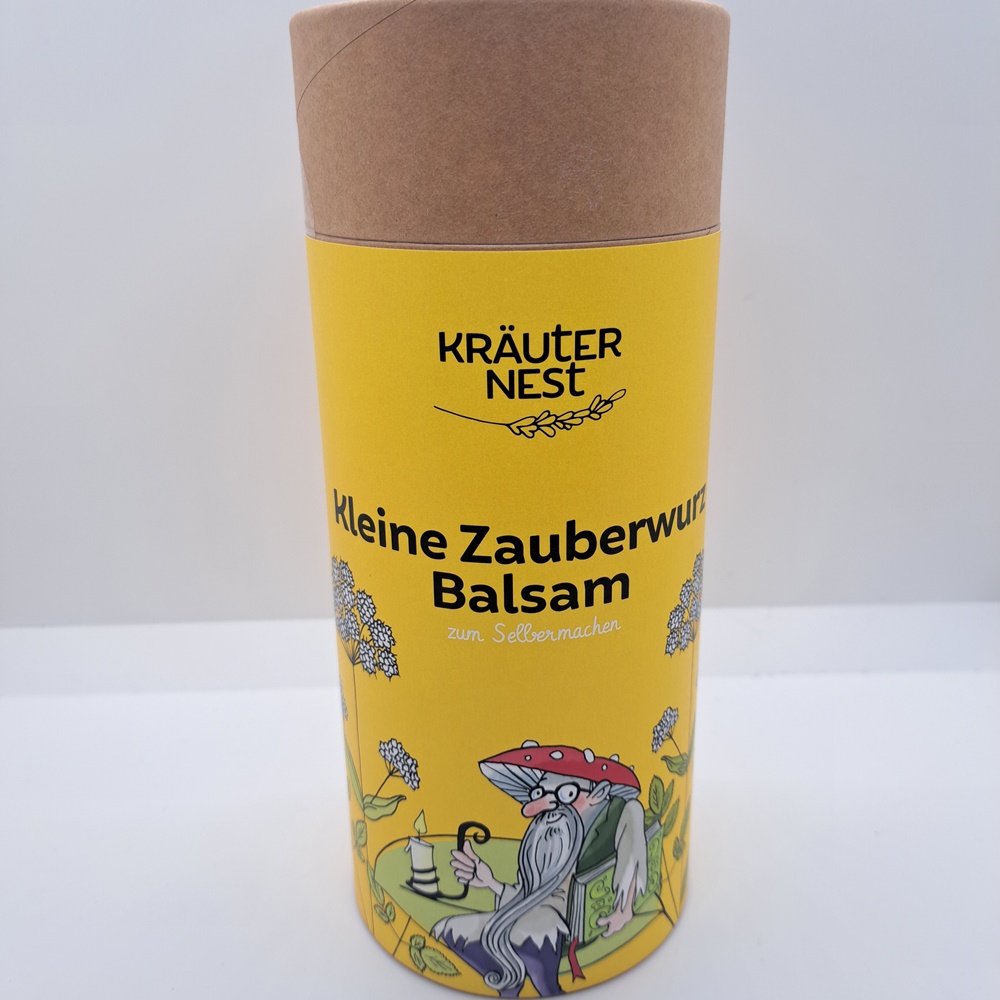 KRÄUTER
NEST
Kleine Zauberwurz
Balsam
zum Selbermachen